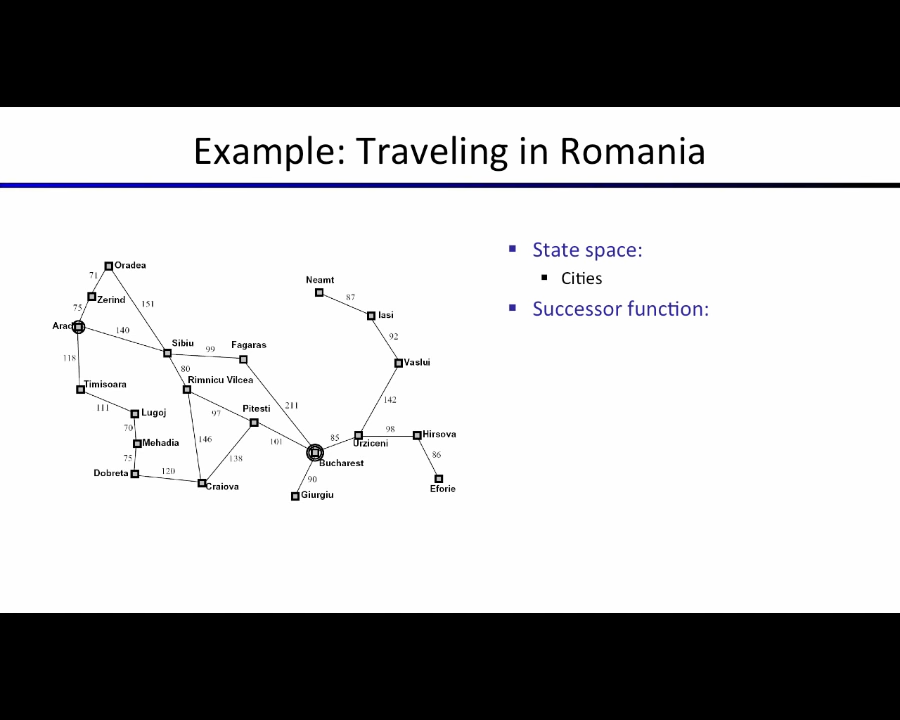 Example: Traveling in Romania
State space:
Cities
Successor function:
Oradea
71
Zerind
151
75
Arad
140
118
Sibiu
99
Fagaras
80
Rimnicu Vilcea
Timisoara
111
Lugoj
70
Mehadia
75
Dobreta
120
Craiova
146
97
Pitesti
138
101
211
Bucharest
90
Giurgiu
85
Urziceni
98
Hirsova
86
Eforie
142
Vaslui
92
Iasi
87
Neamt